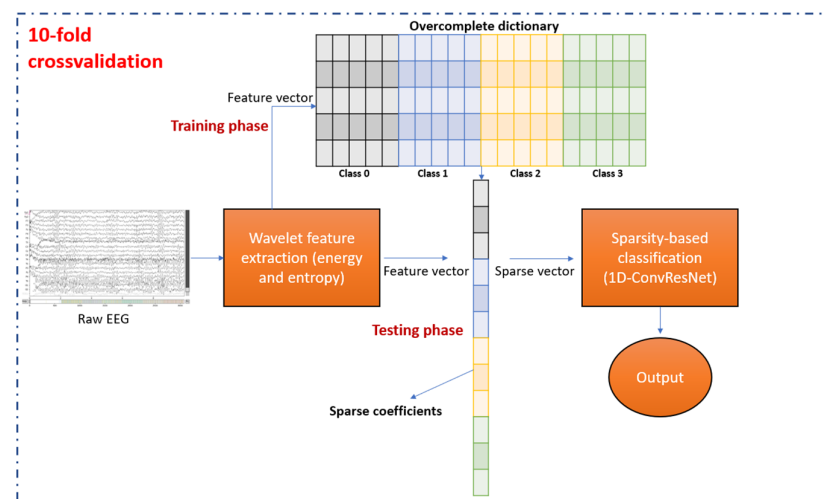 10-fold
crossvalidation
Overcomplete dictionary
Feature vector
Training phase
Class 0
Class 1
Class 2
Class 3
Wavelet feature
extraction (energy
and entropy)
Feature vector
Sparse vector
Sparsity-based
classification
(1D-ConvResNet)
Raw EEG
Testing phase
Output
Sparse coefficients